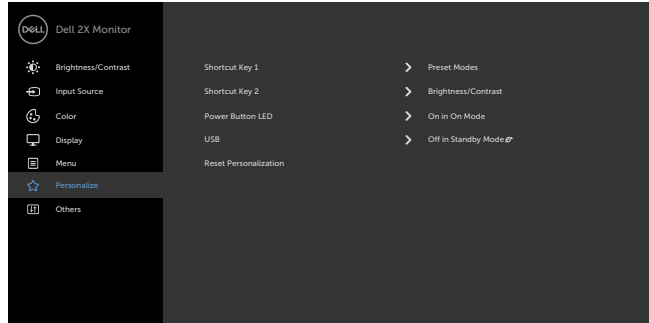 DELL Dell 2X Monitor
Brightness/Contrast
Input Source
Color
Display
Menu
Personalize
Others
Shortcut Key 1 Preset Modes
Shortcut Key 2 Brightness/Contrast
Power Button LED On in On Mode
USB Off in Standby Mode
Reset Personalization